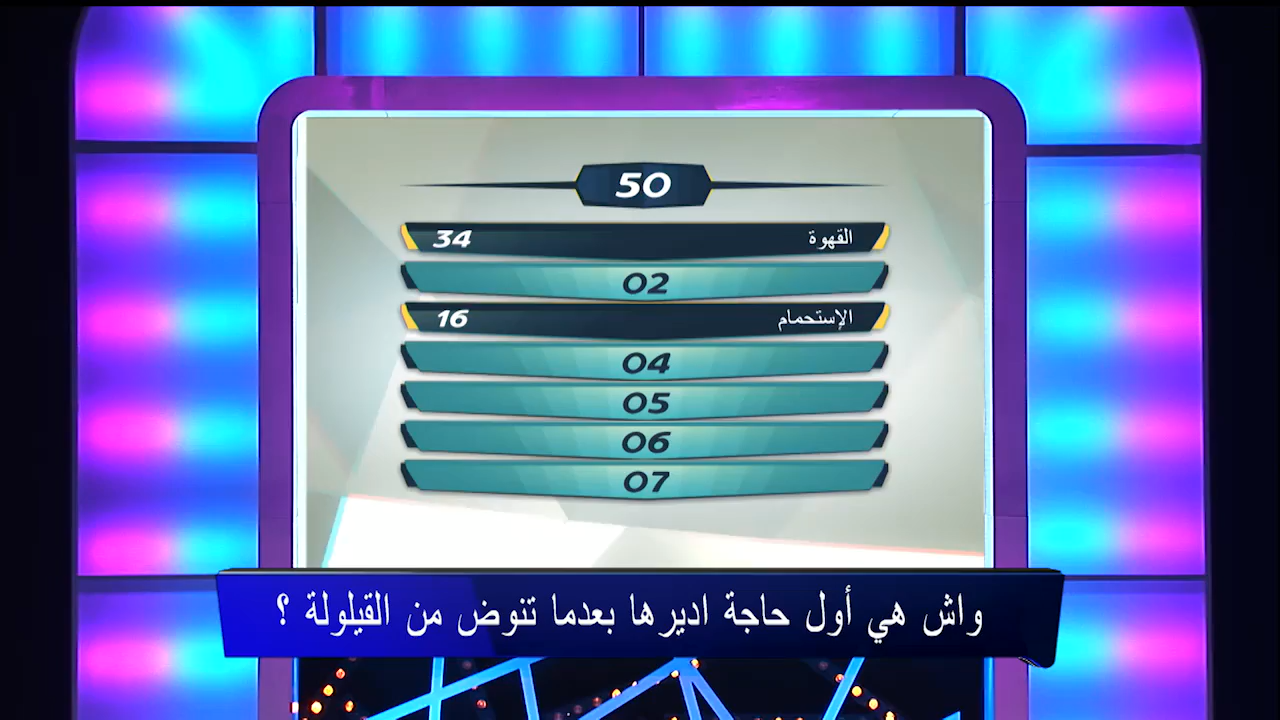 50
القهوة 34
02
الإستحمام 16
04
05
06
07
واش هي أول حاجة اديرها بعدما تنوض من القيلولة ؟